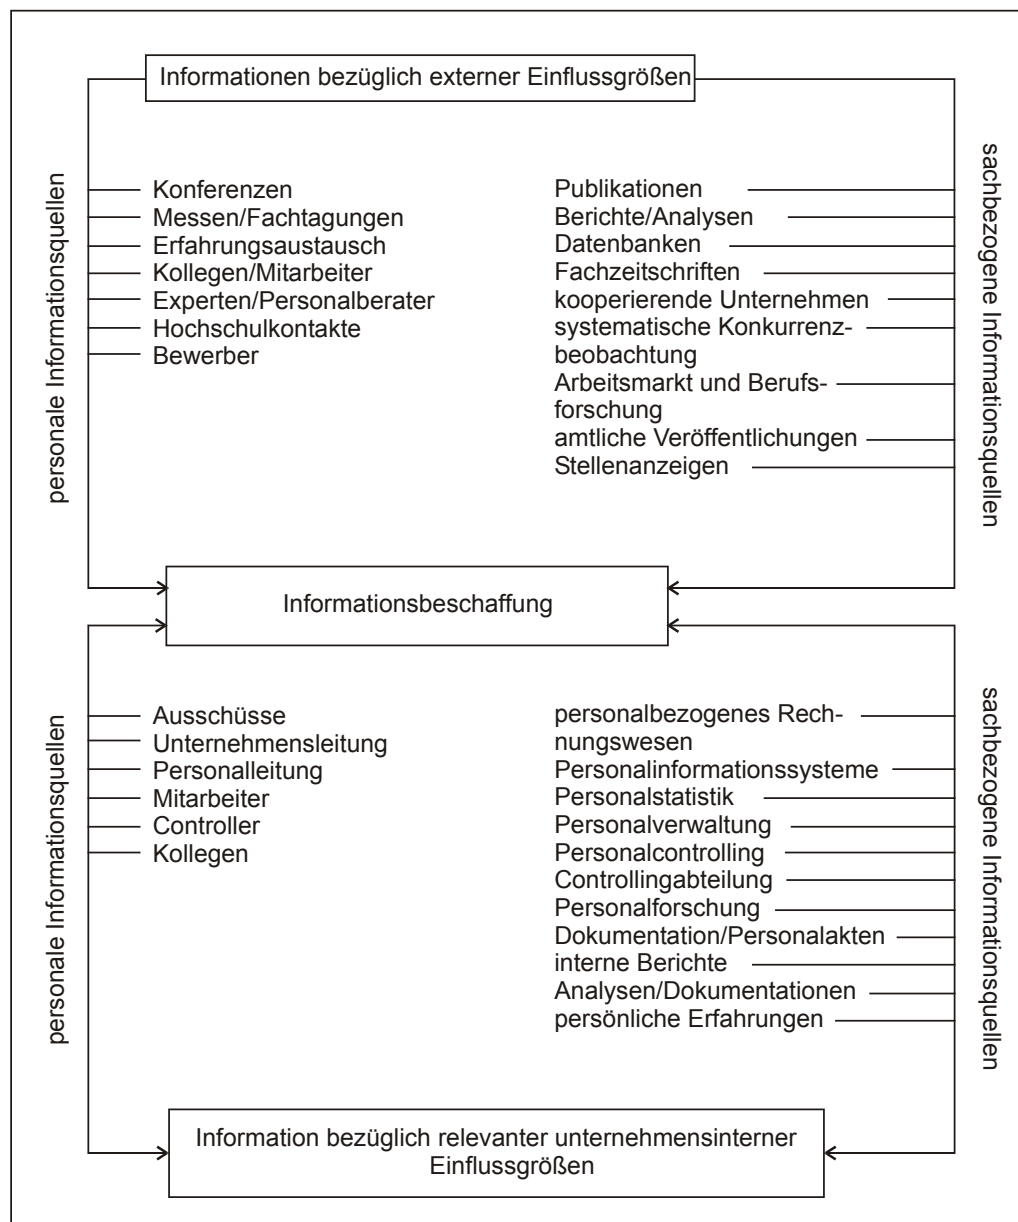 Informationen bezüglich externer Einflussgrößen
personale Informationsquellen
Konferenzen
Messen/Fachtagungen
Erfahrungsaustausch
Kollegen/Mitarbeiter
Experten/Personalberater
Hochschulkontakte
Bewerber
Publikationen
Berichte/Analysen
Datenbanken
Fachzeitschriften
kooperierende Unternehmen
systematische Konkurrenz-
beobachtung
Arbeitsmarkt und Berufs-
forschung
amtliche Veröffentlichungen
Stellenanzeigen
sachbezogene Informationsquellen
Informationsbeschaffung
personale Informationsquellen
Ausschüsse
Unternehmensleitung
Personalleitung
Mitarbeiter
Controller
Kollegen
personalbezogenes Rech-
nungswesen
Personalinformationssysteme
Personalstatistik
Personalverwaltung
Personalcontrolling
Controllingabteilung
Personalforschung
Dokumentation/Personalakten
interne Berichte
Analysen/Dokumentationen
persönliche Erfahrungen
sachbezogene Informationsquellen
Information bezüglich relevanter unternehmensinterner
Einflussgrößen